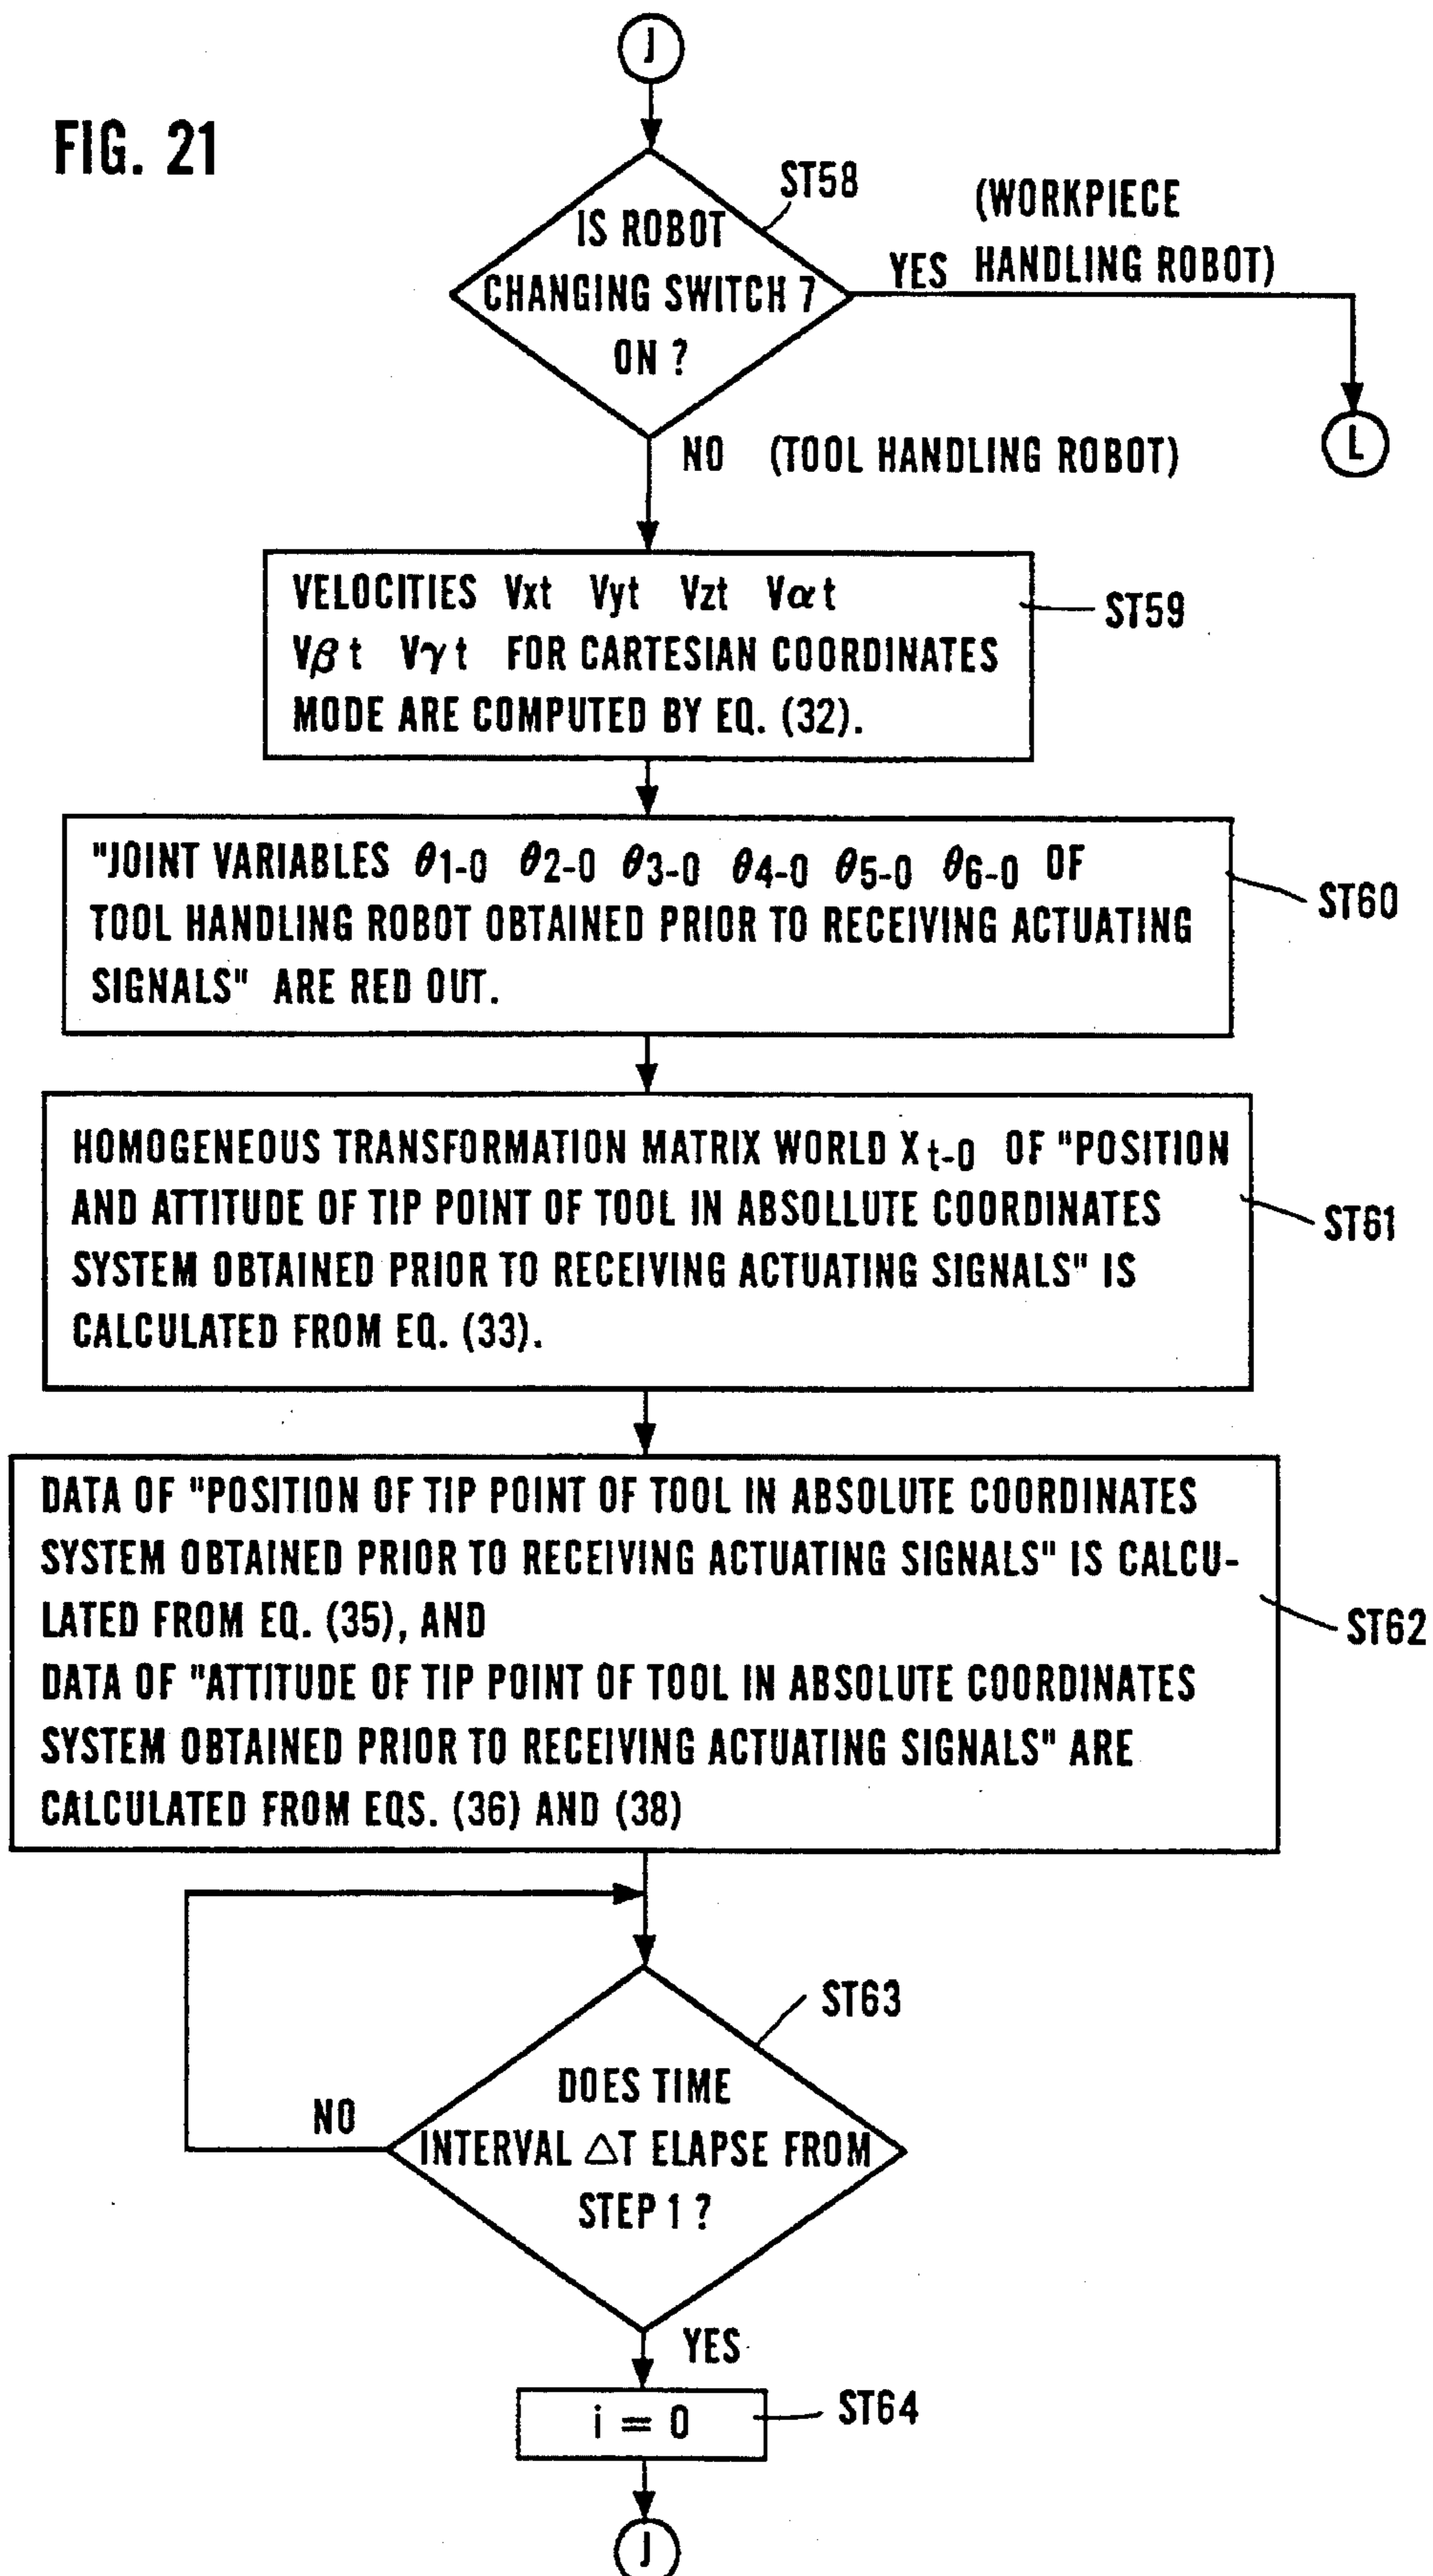 J
FIG. 21
ST58
IS ROBOT
CHANGING SWITCH 7
ON ?
YES
(WORKPIECE
HANDLING ROBOT)
L
NO (TOOL HANDLING ROBOT)
VELOCITIES Vxt Vyt Vzt Vαt
Vβt Vγt FOR CARTESIAN COORDINATES
MODE ARE COMPUTED BY EQ. (32).
ST59
"JOINT VARIABLES θ1-0 θ2-0 θ3-0 θ4-0 θ5-0 θ6-0 OF
TOOL HANDLING ROBOT OBTAINED PRIOR TO RECEIVING ACTUATING
SIGNALS" ARE RED OUT.
ST60
HOMOGENEOUS TRANSFORMATION MATRIX WORLD Xt-0 OF "POSITION
AND ATTITUDE OF TIP POINT OF TOOL IN ABSOLLUTE COORDINATES
SYSTEM OBTAINED PRIOR TO RECEIVING ACTUATING SIGNALS" IS
CALCULATED FROM EQ. (33).
ST61
DATA OF "POSITION OF TIP POINT OF TOOL IN ABSOLUTE COORDINATES
SYSTEM OBTAINED PRIOR TO RECEIVING ACTUATING SIGNALS" IS CALCU-
LATED FROM EQ. (35), AND
DATA OF "ATTITUDE OF TIP POINT OF TOOL IN ABSOLUTE COORDINATES
SYSTEM OBTAINED PRIOR TO RECEIVING ACTUATING SIGNALS" ARE
CALCULATED FROM EQS. (36) AND (38)
ST62
ST63
DOES TIME
INTERVAL △T ELAPSE FROM
STEP 1 ?
NO
YES
i = 0
ST64
J